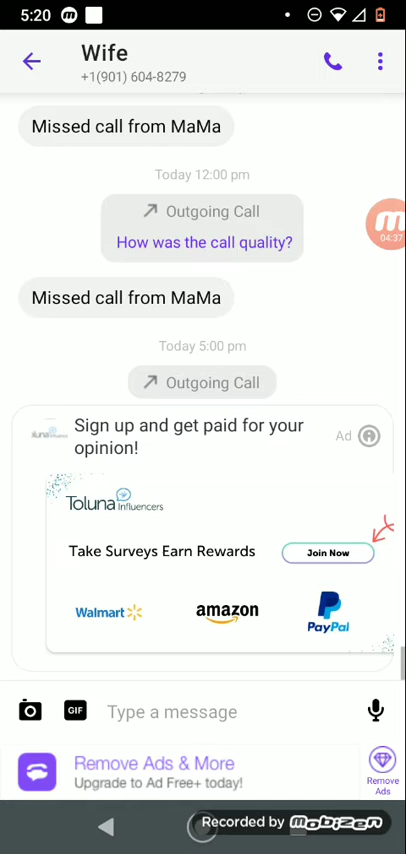 5:20
Wife
+1(901) 604-8279
Missed call from MaMa
Today 12:00 pm
Outgoing Call
How was the call quality?
04:37
Missed call from MaMa
Today 5:00 pm
Outgoing Call
Sign up and get paid for your
opinion!
Ad
Toluna Influencers
Take Surveys Earn Rewards
Join Now
Walmart
amazon
PayPal
GIF
Type a message
Remove Ads & More
Upgrade to Ad Free+ today!
Remove
Ads
Recorded by mobizen